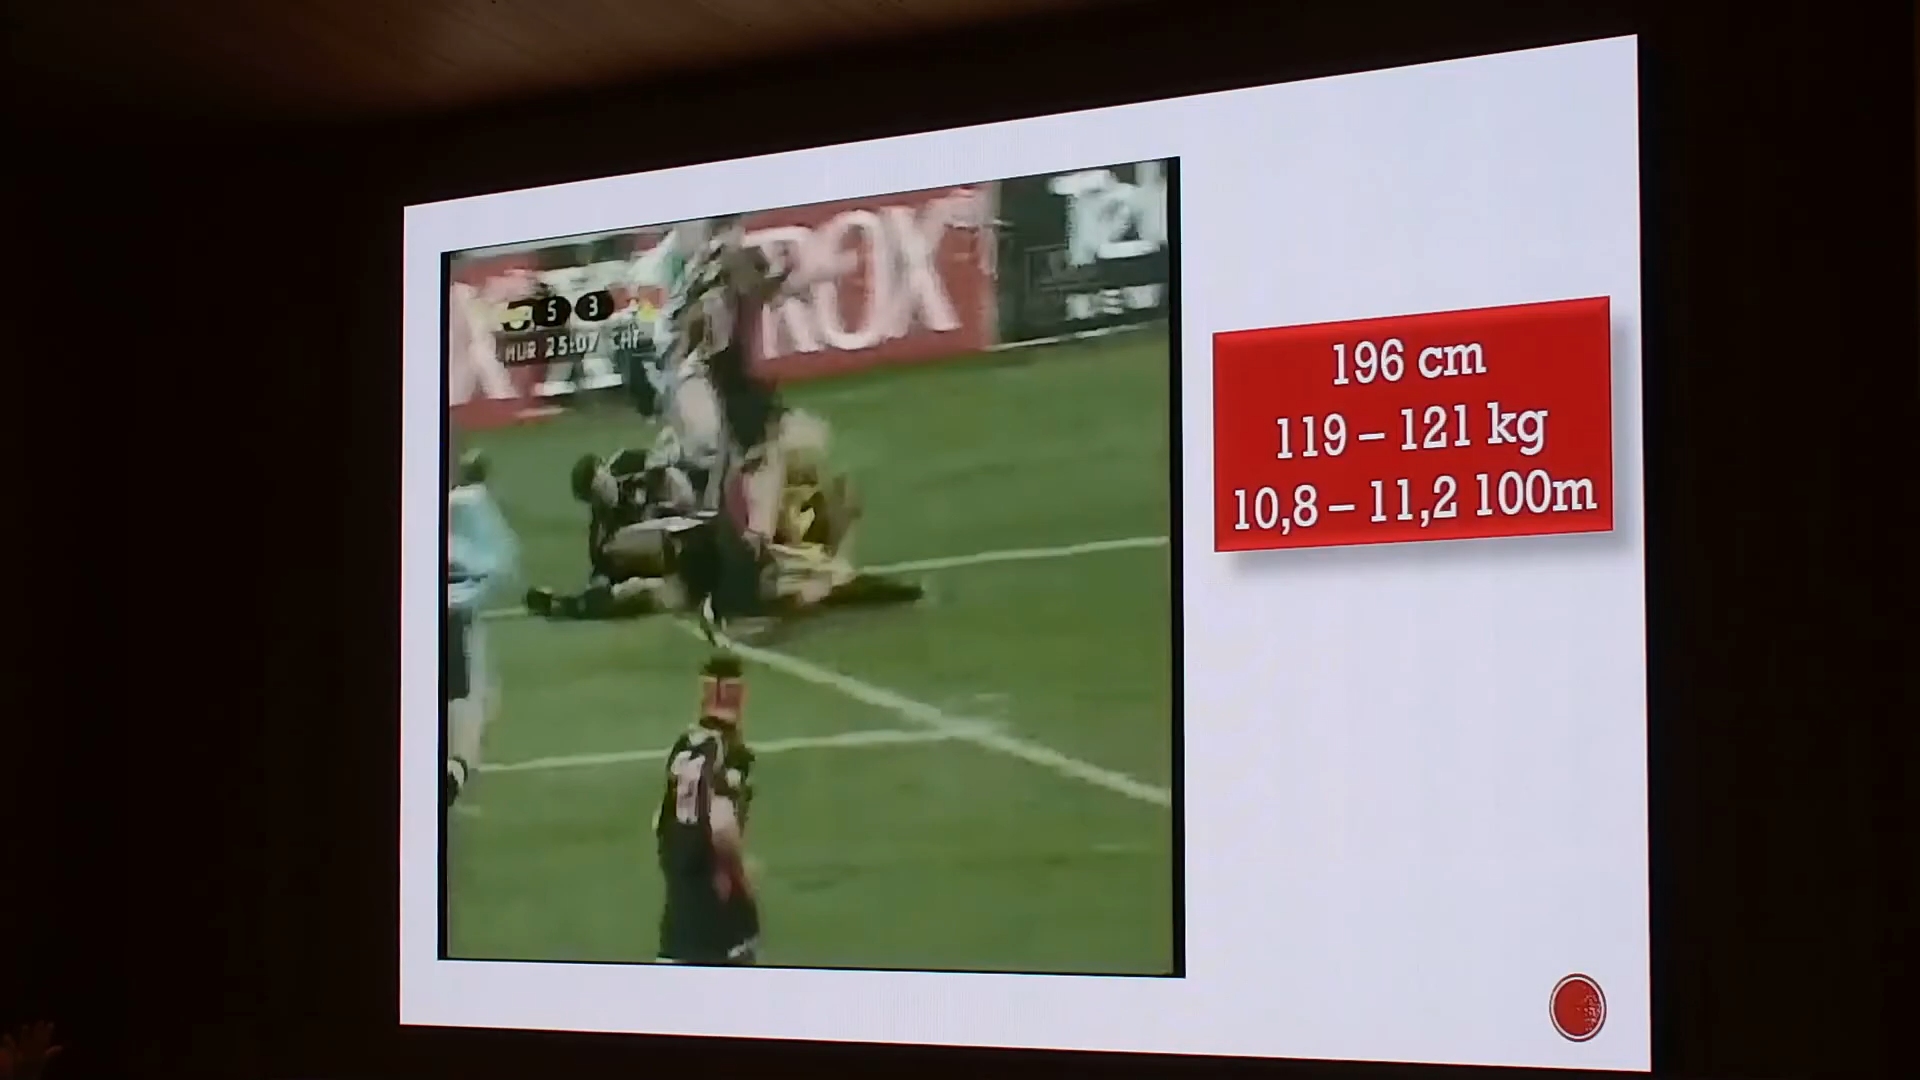 ROX
5 3
HUR 25:07 CHF
196 cm
119 – 121 kg
10,8 – 11,2 100m